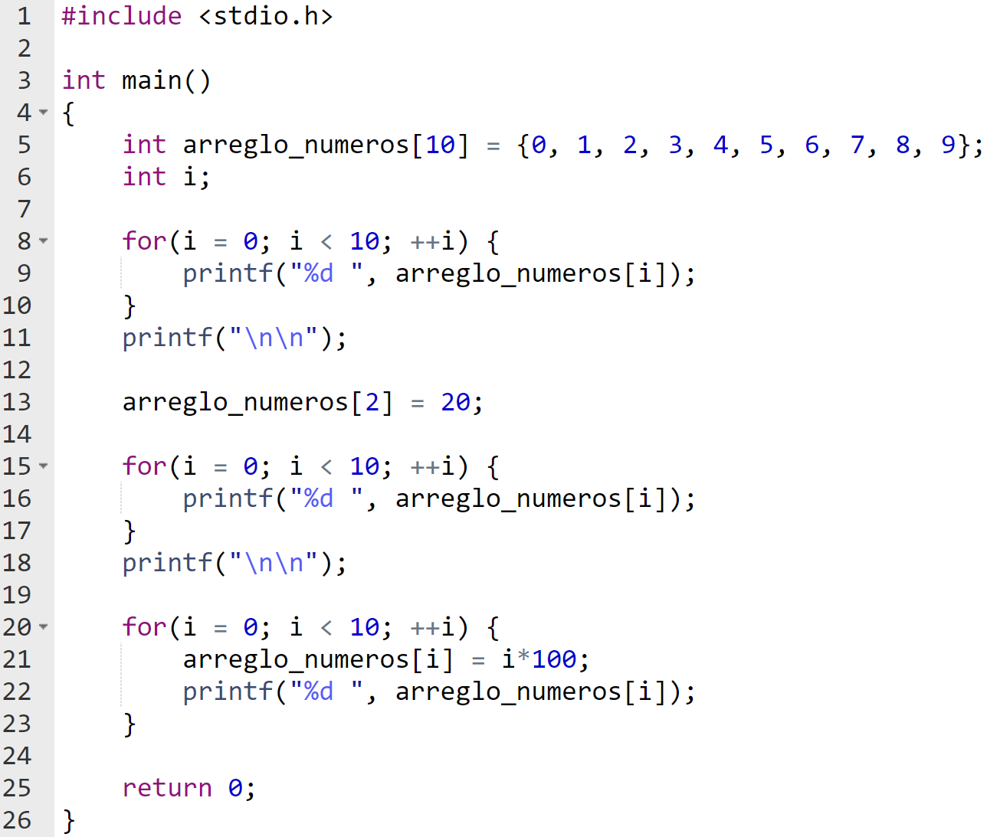 1 #include <stdio.h>
2
3 int main()
4 {
5     int arreglo_numeros[10] = {0, 1, 2, 3, 4, 5, 6, 7, 8, 9};
6     int i;
7
8     for(i = 0; i < 10; ++i) {
9         printf("%d ", arreglo_numeros[i]);
10     }
11     printf("\n\n");
12
13     arreglo_numeros[2] = 20;
14
15     for(i = 0; i < 10; ++i) {
16         printf("%d ", arreglo_numeros[i]);
17     }
18     printf("\n\n");
19
20     for(i = 0; i < 10; ++i) {
21         arreglo_numeros[i] = i*100;
22         printf("%d ", arreglo_numeros[i]);
23     }
24
25     return 0;
26 }